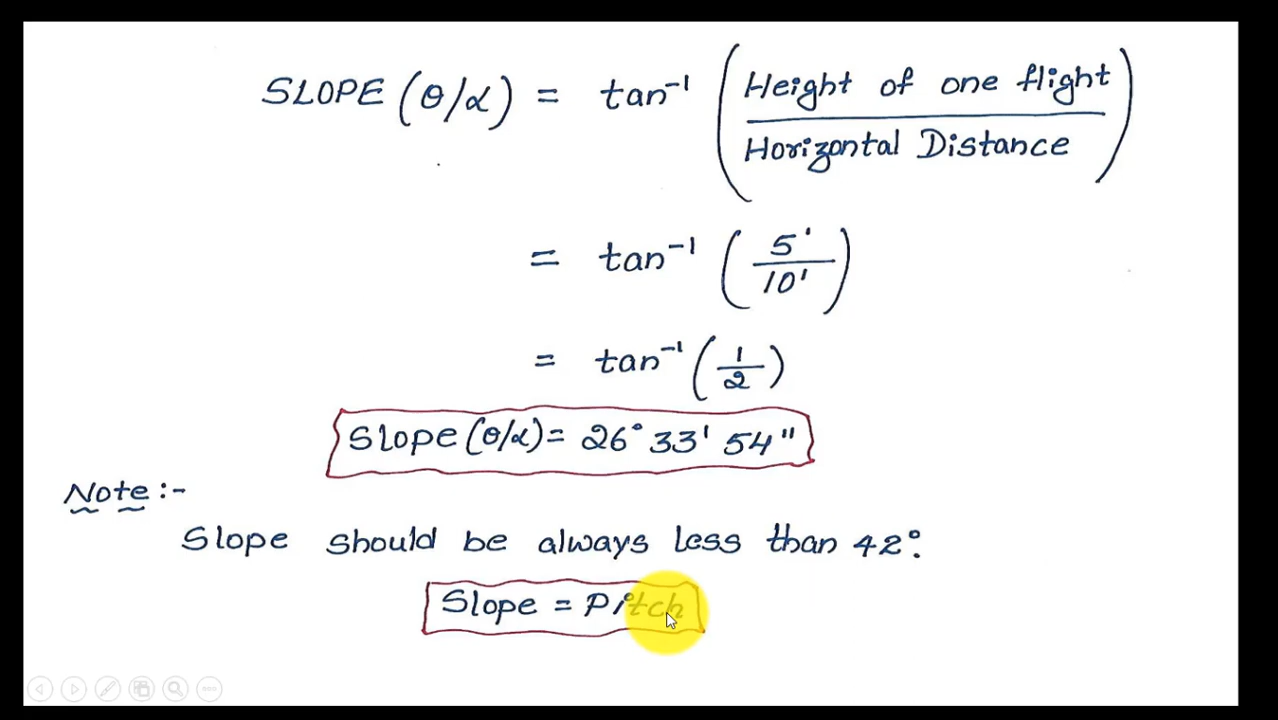 SLOPE (θ/α) = tan⁻¹ (Height of one flight / Horizontal Distance)
= tan⁻¹ (5' / 10')
= tan⁻¹ (1/2)
Slope (θ/α) = 26° 33' 54"
Note :-
Slope should be always less than 42°.
Slope = Pitch